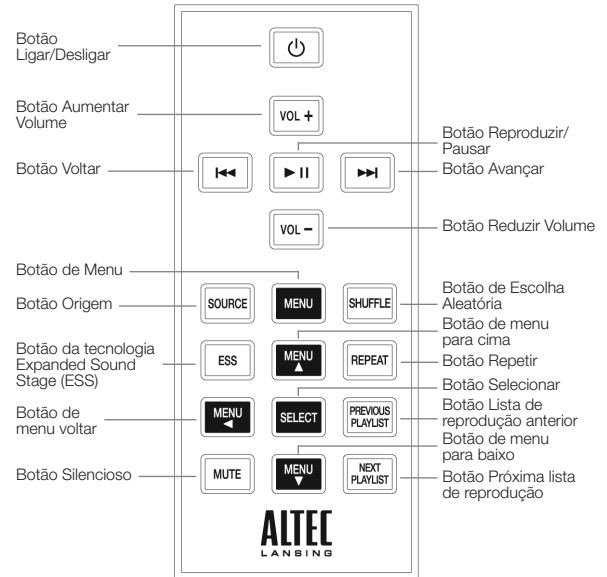 Botão
Ligar/Desligar
Botão Aumentar
Volume
VOL +
Botão Reproduzir/
Pausar
Botão Voltar
Botão Avançar
VOL –
Botão Reduzir Volume
Botão de Menu
Botão de Escolha
Aleatória
Botão Origem
SOURCE
MENU
SHUFFLE
Botão de menu
para cima
Botão da tecnologia
Expanded Sound
Stage (ESS)
ESS
MENU
REPEAT
Botão Repetir
Botão Selecionar
Botão de
menu voltar
MENU
SELECT
PREVIOUS
PLAYLIST
Botão Lista de
reprodução anterior
Botão de menu
para baixo
Botão Silencioso
MUTE
MENU
NEXT
PLAYLIST
Botão Próxima lista
de reprodução
ALTEC
LANSING